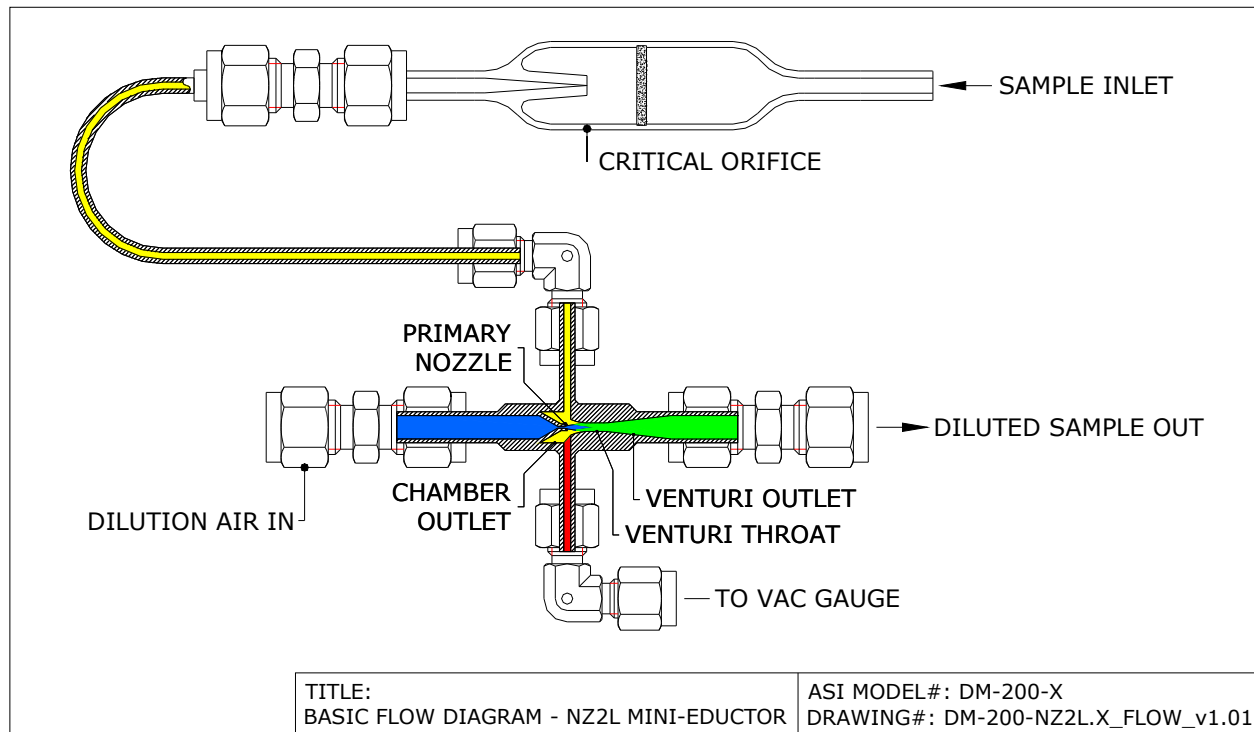 SAMPLE INLET
CRITICAL ORIFICE
PRIMARY
NOZZLE
DILUTED SAMPLE OUT
CHAMBER
OUTLET
VENTURI OUTLET
DILUTION AIR IN
VENTURI THROAT
TO VAC GAUGE
TITLE:
BASIC FLOW DIAGRAM - NZ2L MINI-EDUCTOR
ASI MODEL#: DM-200-X
DRAWING#: DM-200-NZ2L.X_FLOW_v1.01